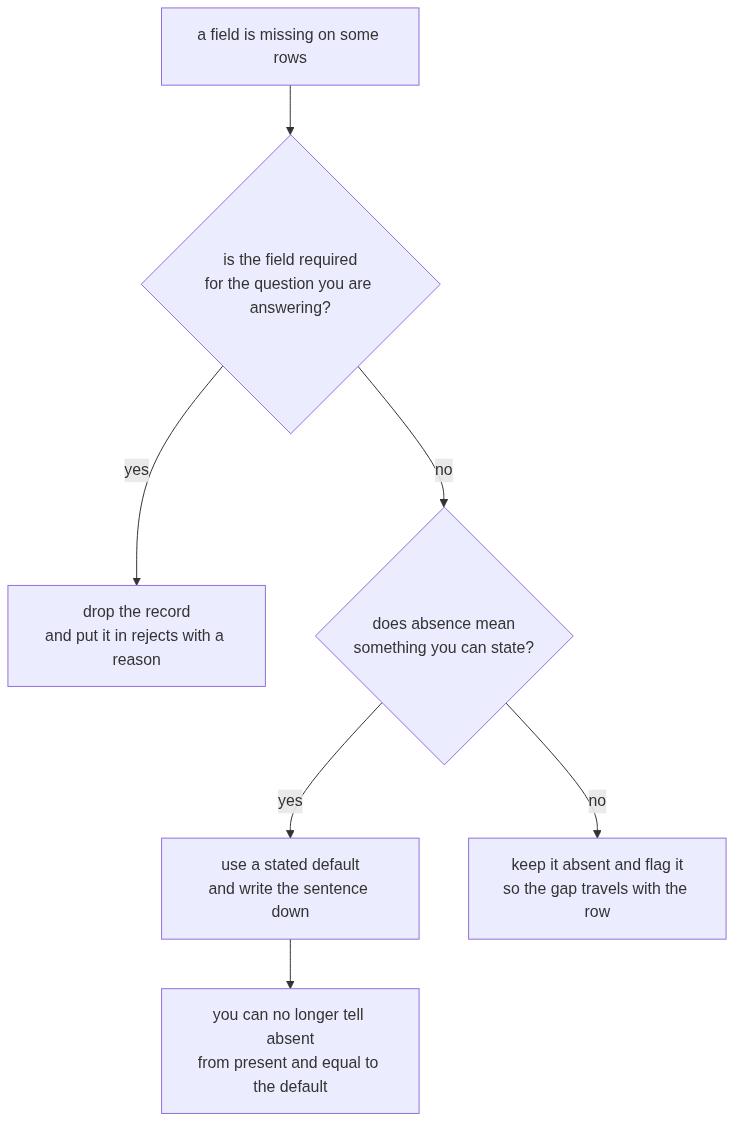 a field is missing on some
rows
is the field required
for the question you are
answering?
yes
no
drop the record
and put it in rejects with a
reason
does absence mean
something you can state?
yes
no
use a stated default
and write the sentence
down
keep it absent and flag it
so the gap travels with the
row
you can no longer tell
absent
from present and equal to
the default